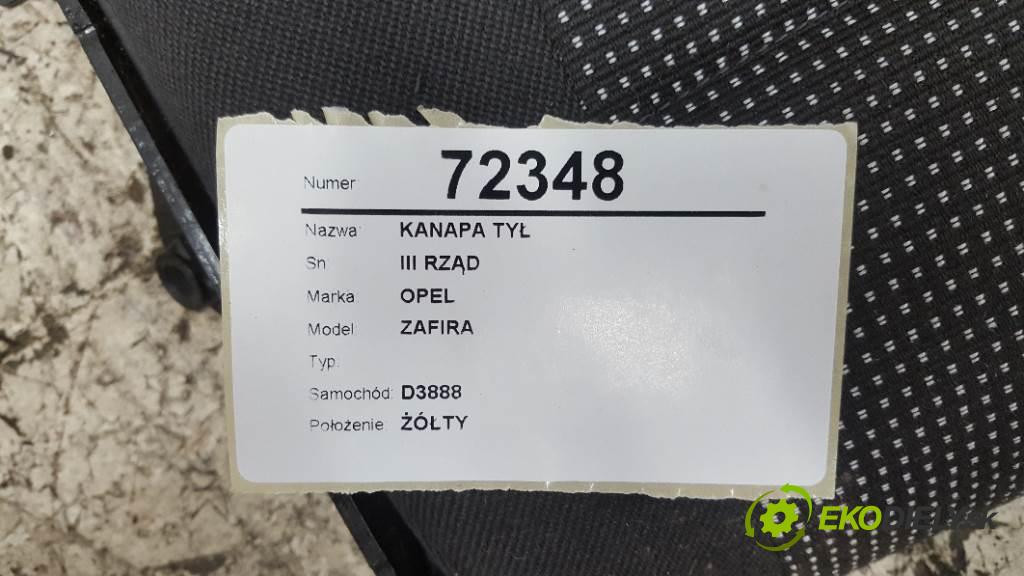 Numer: 72348
Nazwa: KANAPA TYŁ
Sn: III RZĄD
Marka: OPEL
Model: ZAFIRA
Typ:
Samochód: D3888
Położenie: ŻÓŁTY